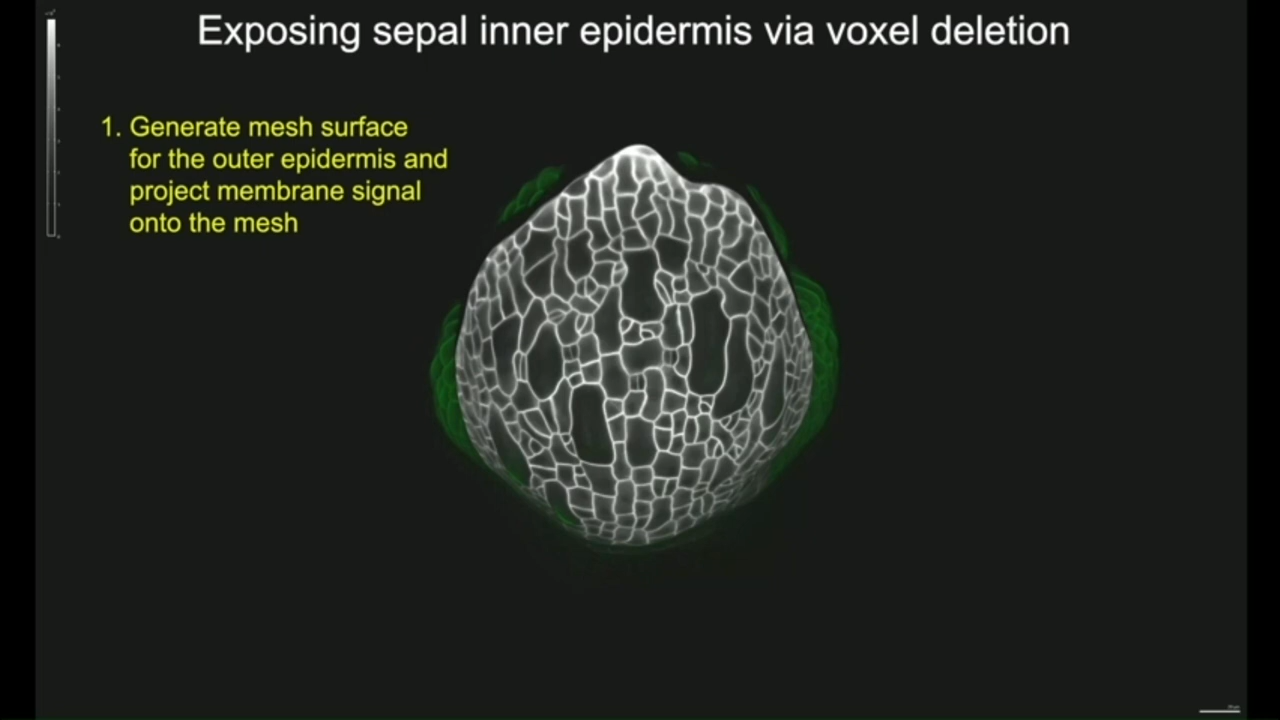 Exposing sepal inner epidermis via voxel deletion
1. Generate mesh surface
for the outer epidermis and
project membrane signal
onto the mesh